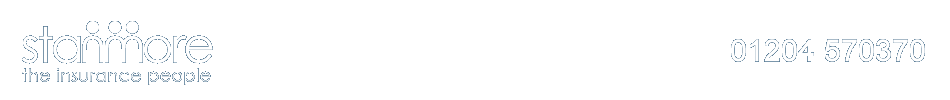 stanmore
the insurance people
01204 570370